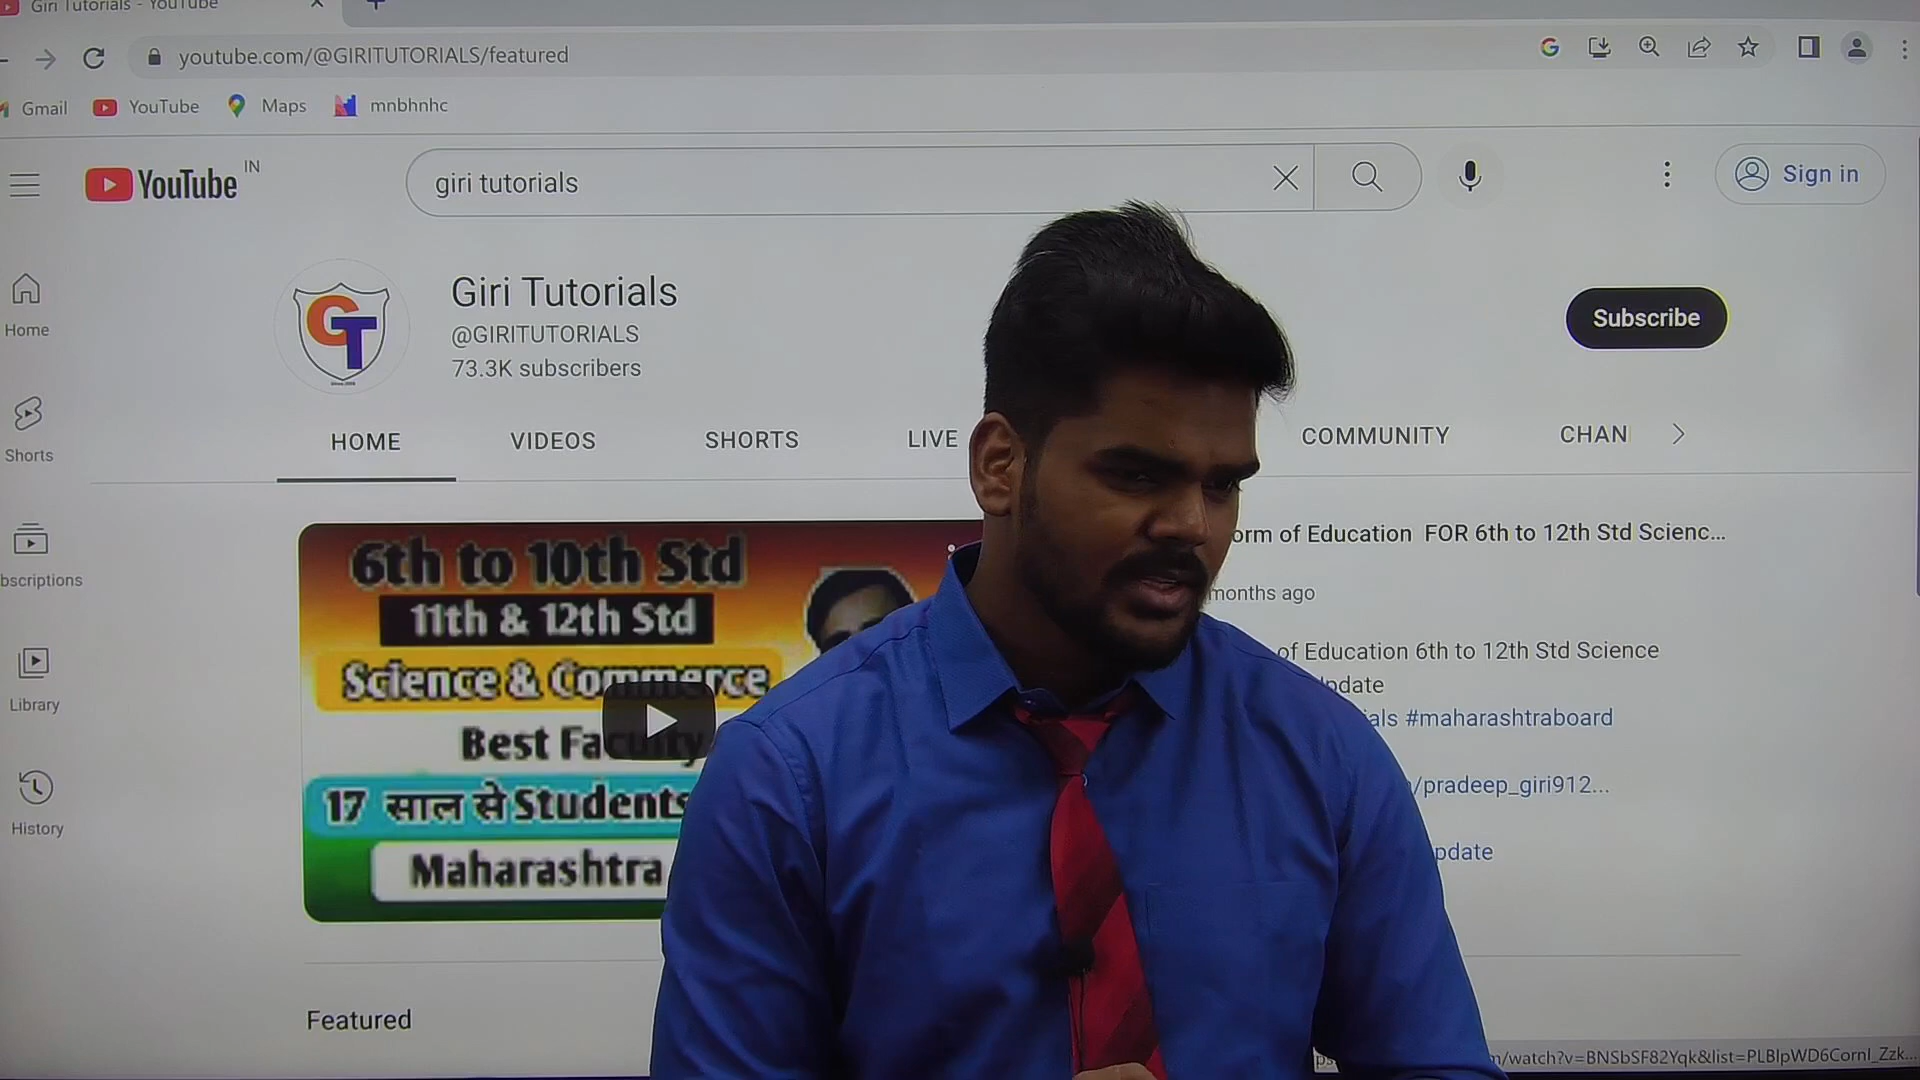 Giri Tutorials - YouTube
youtube.com/@GIRITUTORIALS/featured
Gmail YouTube Maps mnbhnhc
YouTube IN
giri tutorials
Sign in
GT
Giri Tutorials
@GIRITUTORIALS
73.3K subscribers
Subscribe
Home
Shorts
bscriptions
Library
History
HOME VIDEOS SHORTS LIVE COMMUNITY CHAN
6th to 10th Std
11th & 12th Std
Science & Commerce
Best Faculty
17 साल से Students
Maharashtra
orm of Education FOR 6th to 12th Std Scienc...
months ago
of Education 6th to 12th Std Science
pdate
ials #maharashtraboard
/pradeep_giri912...
pdate
Featured
m/watch?v=BNSbSF82Yqk&list=PLBlpWD6Cornl_Zzk...